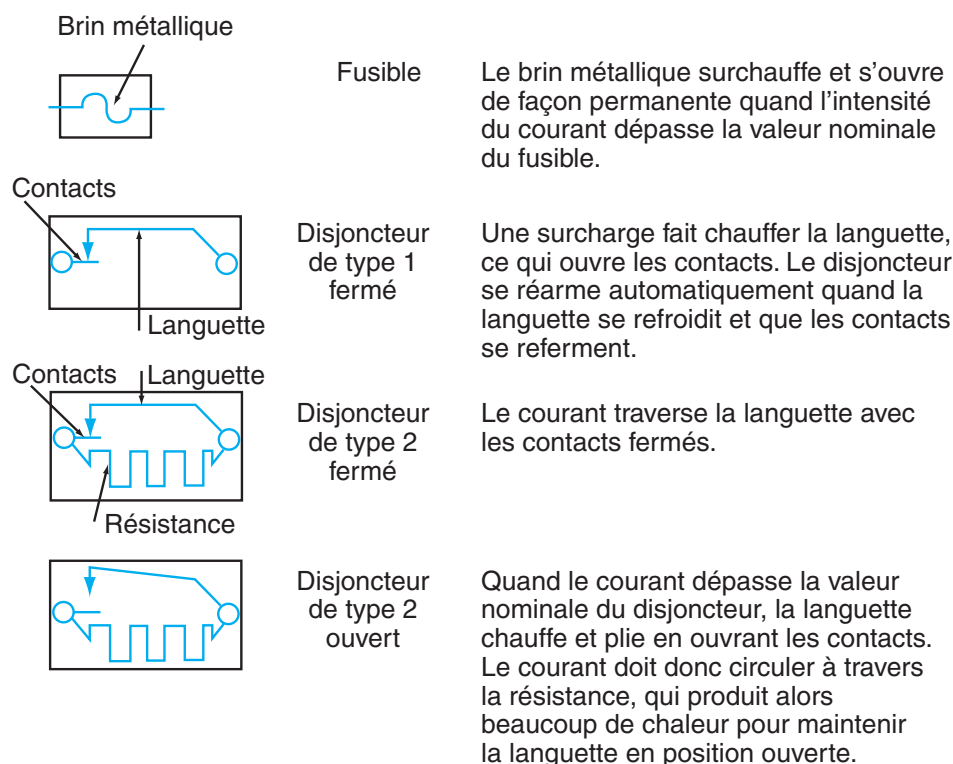 Brin métallique
Fusible
Le brin métallique surchauffe et s'ouvre
de façon permanente quand l'intensité
du courant dépasse la valeur nominale
du fusible.
Contacts
Languette
Disjoncteur
de type 1
fermé
Une surcharge fait chauffer la languette,
ce qui ouvre les contacts. Le disjoncteur
se réarme automatiquement quand la
languette se refroidit et que les contacts
se referment.
Contacts
Languette
Résistance
Disjoncteur
de type 2
fermé
Le courant traverse la languette avec
les contacts fermés.
Disjoncteur
de type 2
ouvert
Quand le courant dépasse la valeur
nominale du disjoncteur, la languette
chauffe et plie en ouvrant les contacts.
Le courant doit donc circuler à travers
la résistance, qui produit alors
beaucoup de chaleur pour maintenir
la languette en position ouverte.